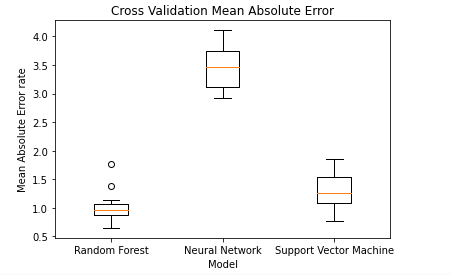 Cross Validation Mean Absolute Error
Mean Absolute Error rate
4.0
3.5
3.0
2.5
2.0
1.5
1.0
0.5
Random Forest Neural Network Support Vector Machine
Model